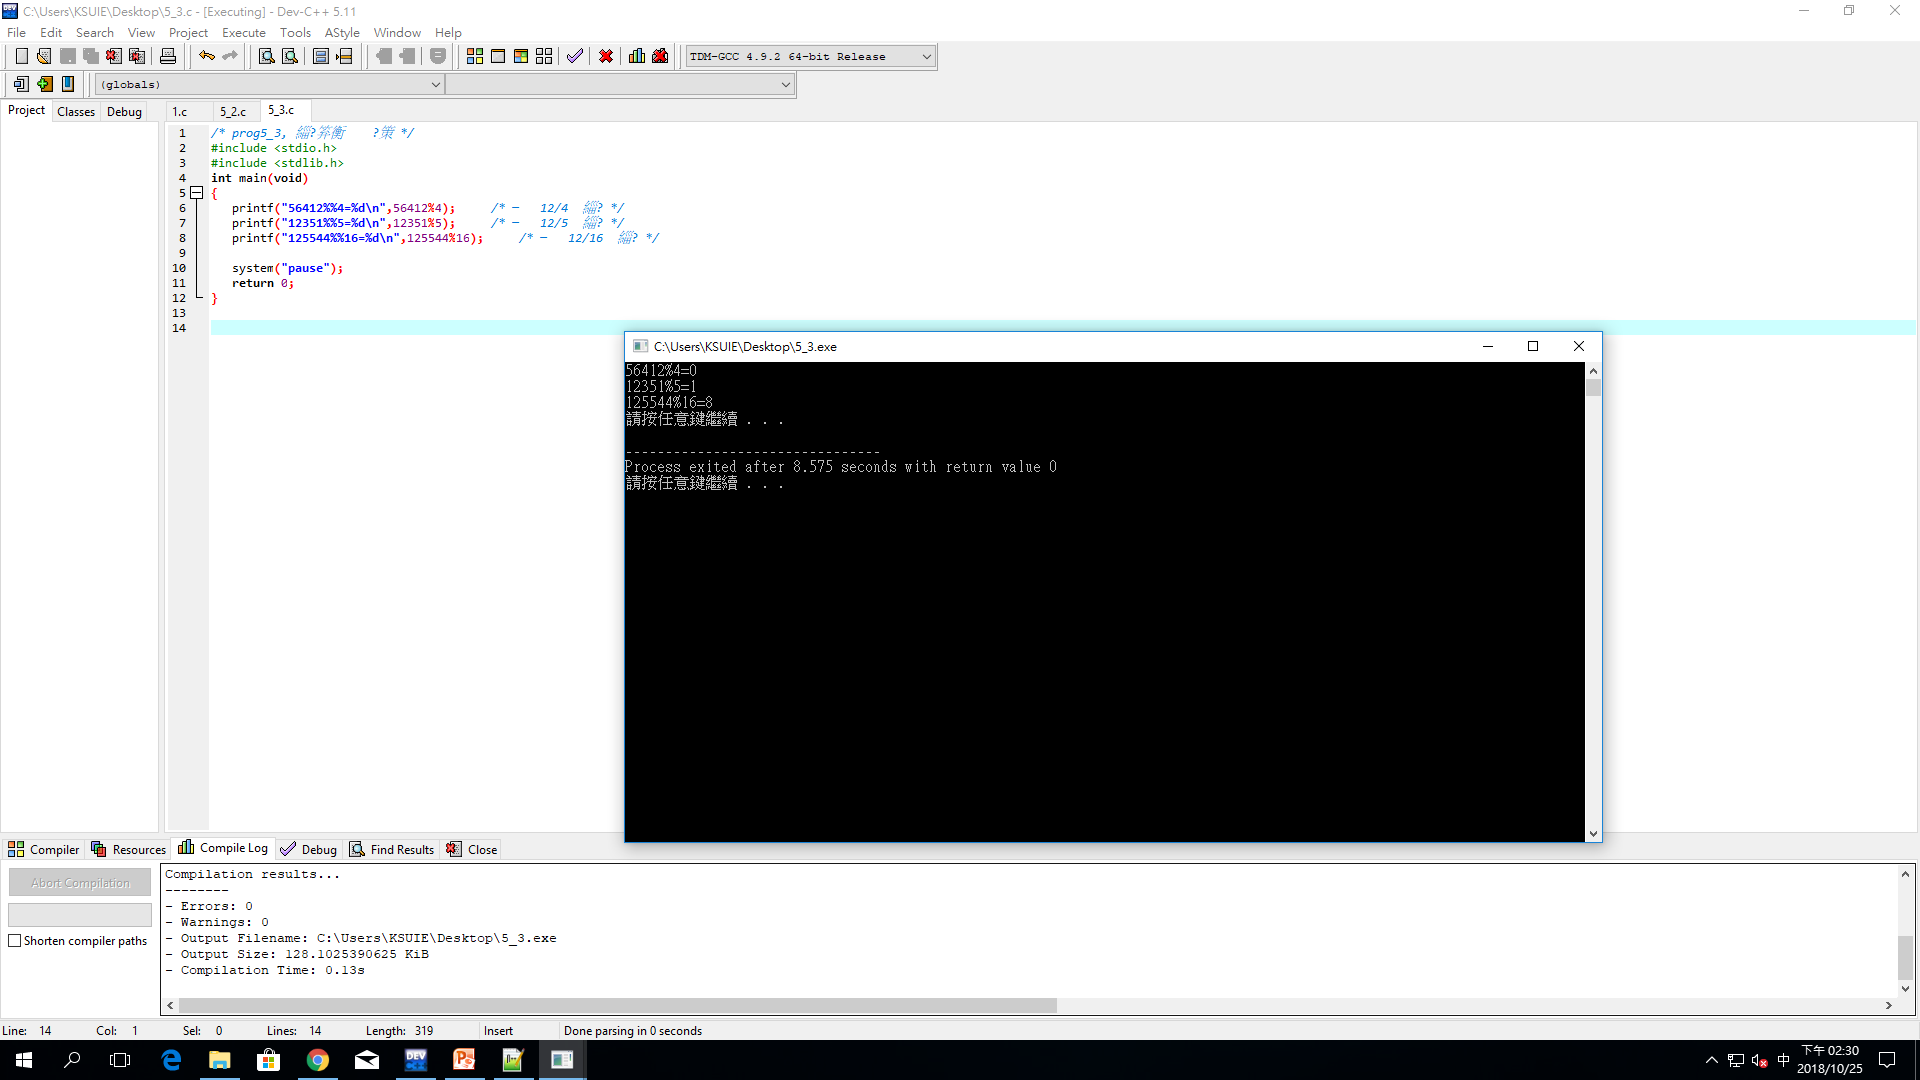 C:\Users\KSUIE\Desktop\5_3.c - [Executing] - Dev-C++ 5.11
File Edit Search View Project Execute Tools AStyle Window Help
TDM-GCC 4.9.2 64-bit Release
(globals)
Project Classes Debug 1.c 5_2.c 5_3.c
1 /* prog5_3, ?策 */
2 #include <stdio.h>
3 #include <stdlib.h>
4 int main(void)
5 {
6 printf("56412%%4=%d\n",56412%4); /* — 12/4 ? */
7 printf("12351%%5=%d\n",12351%5); /* — 12/5 ? */
8 printf("125544%%16=%d\n",125544%16); /* — 12/16 ? */
9
10 system("pause");
11 return 0;
12 }
13
14
C:\Users\KSUIE\Desktop\5_3.exe
56412%4=0
12351%5=1
125544%16=8
請按任意鍵繼續 . . .
--------------------------------
Process exited after 8.575 seconds with return value 0
請按任意鍵繼續 . . .
Compiler Resources Compile Log Debug Find Results Close
Abort Compilation
Shorten compiler paths
Compilation results...
--------
- Errors: 0
- Warnings: 0
- Output Filename: C:\Users\KSUIE\Desktop\5_3.exe
- Output Size: 128.1025390625 KiB
- Compilation Time: 0.13s
Line: 14 Col: 1 Sel: 0 Lines: 14 Length: 319 Insert Done parsing in 0 seconds
中 下午 02:30
2018/10/25